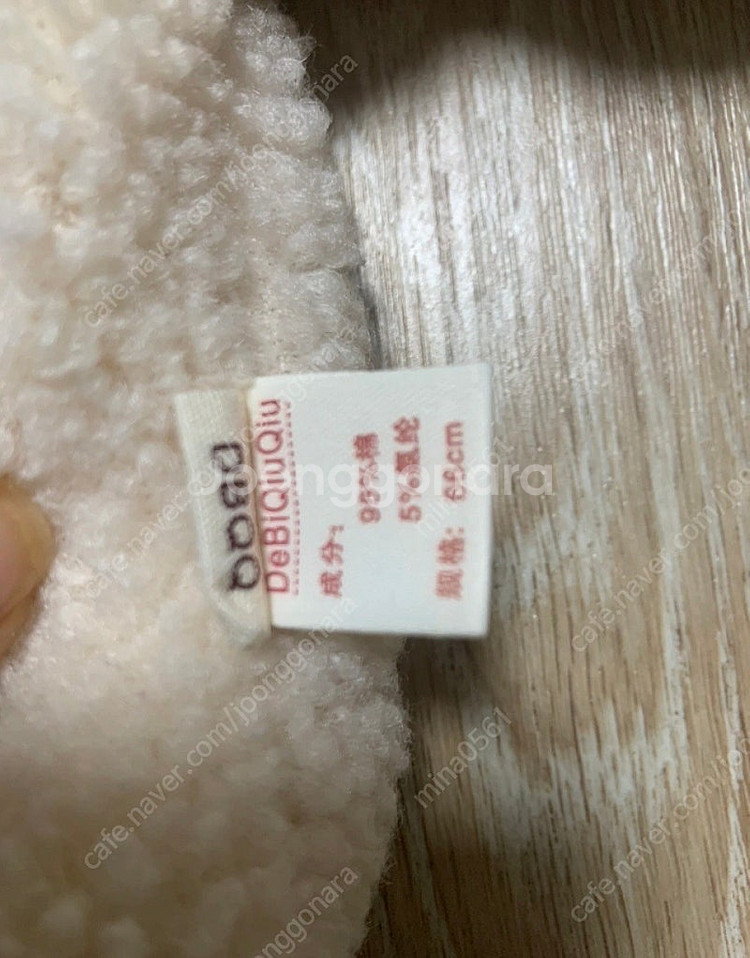 DeBiQiuQiu
成分:
95%棉
5%氨纶
规格:
cafe.naver.com/joonggonara
joonggonara
mina0561